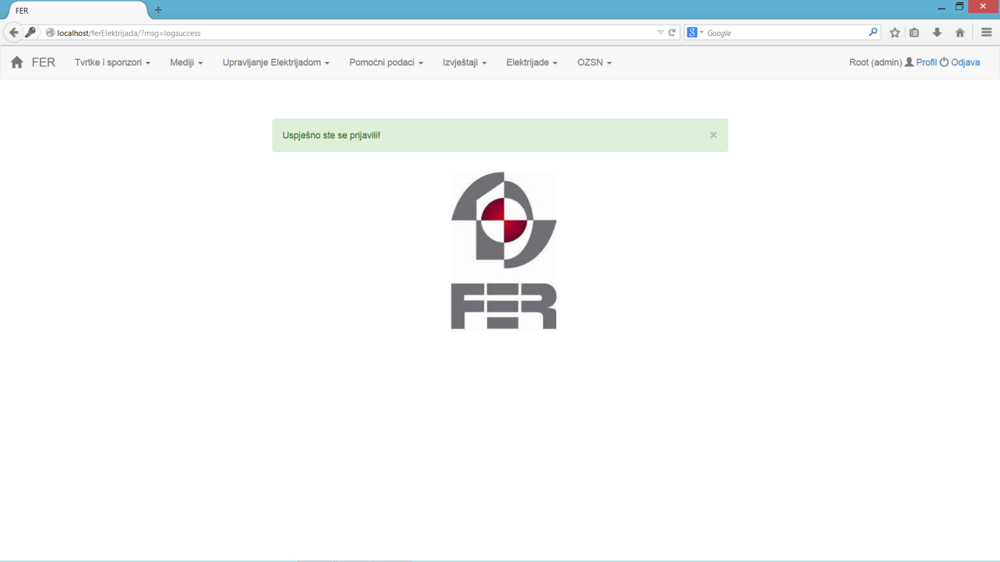 FER
localhost/ferElektrijada/?msg=logsuccess
Google
FER Tvrtke i sponzori Mediji Upravljanje Elektrijadom Pomoćni podaci Izvještaji Elektrijade OZSN Root (admin) Profil Odjava
Uspješno ste se prijavili!
FER